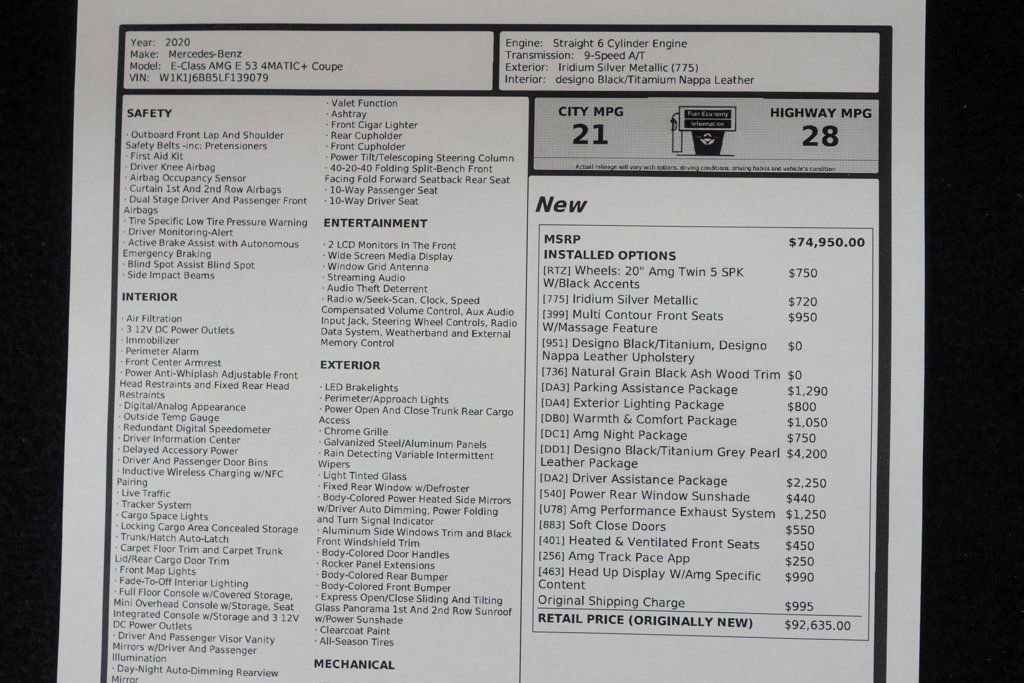 Year: 2020
Make: Mercedes-Benz
Model: E-Class AMG E 53 4MATIC+ Coupe
VIN: W1K1J6BB5LF139079
Engine: Straight 6 Cylinder Engine
Transmission: 9-Speed A/T
Exterior: Iridium Silver Metallic (775)
Interior: designo Black/Titamium Nappa Leather
SAFETY
· Outboard Front Lap And Shoulder
Safety Belts -inc: Pretensioners
· First Aid Kit
· Driver Knee Airbag
· Airbag Occupancy Sensor
· Curtain 1st And 2nd Row Airbags
· Dual Stage Driver And Passenger Front
Airbags
· Tire Specific Low Tire Pressure Warning
· Driver Monitoring-Alert
· Active Brake Assist with Autonomous
Emergency Braking
· Blind Spot Assist Blind Spot
· Side Impact Beams
INTERIOR
· Air Filtration
· 3 12V DC Power Outlets
· Immobilizer
· Perimeter Alarm
· Front Center Armrest
· Power Anti-Whiplash Adjustable Front
Head Restraints and Fixed Rear Head
Restraints
· Digital/Analog Appearance
· Outside Temp Gauge
· Redundant Digital Speedometer
· Driver Information Center
· Delayed Accessory Power
· Driver And Passenger Door Bins
· Inductive Wireless Charging w/NFC
Pairing
· Live Traffic
· Tracker System
· Cargo Space Lights
· Locking Cargo Area Concealed Storage
· Trunk/Hatch Auto-Latch
· Carpet Floor Trim and Carpet Trunk
Lid/Rear Cargo Door Trim
· Front Map Lights
· Fade-To-Off Interior Lighting
· Full Floor Console w/Covered Storage,
Mini Overhead Console w/Storage, Seat
Integrated Console w/Storage and 3 12V
DC Power Outlets
· Driver And Passenger Visor Vanity
Mirrors w/Driver And Passenger
Illumination
· Day-Night Auto-Dimming Rearview
Mirror
· Valet Function
· Ashtray
· Front Cigar Lighter
· Rear Cupholder
· Front Cupholder
· Power Tilt/Telescoping Steering Column
· 40-20-40 Folding Split-Bench Front
Facing Fold Forward Seatback Rear Seat
· 10-Way Passenger Seat
· 10-Way Driver Seat
ENTERTAINMENT
· 2 LCD Monitors In The Front
· Wide Screen Media Display
· Window Grid Antenna
· Streaming Audio
· Audio Theft Deterrent
· Radio w/Seek-Scan, Clock, Speed
Compensated Volume Control, Aux Audio
Input Jack, Steering Wheel Controls, Radio
Data System, Weatherband and External
Memory Control
EXTERIOR
· LED Brakelights
· Perimeter/Approach Lights
· Power Open And Close Trunk Rear Cargo
Access
· Chrome Grille
· Galvanized Steel/Aluminum Panels
· Rain Detecting Variable Intermittent
Wipers
· Light Tinted Glass
· Fixed Rear Window w/Defroster
· Body-Colored Power Heated Side Mirrors
w/Driver Auto Dimming, Power Folding
and Turn Signal Indicator
· Aluminum Side Windows Trim and Black
Front Windshield Trim
· Body-Colored Door Handles
· Rocker Panel Extensions
· Body-Colored Rear Bumper
· Body-Colored Front Bumper
· Express Open/Close Sliding And Tilting
Glass Panorama 1st And 2nd Row Sunroof
w/Power Sunshade
· Clearcoat Paint
· All-Season Tires
MECHANICAL
CITY MPG
21
Fuel Economy
Information
HIGHWAY MPG
28
Actual mileage will vary with options, driving conditions, driving habits and vehicle's condition
New
MSRP $74,950.00
INSTALLED OPTIONS
[RTZ] Wheels: 20" Amg Twin 5 SPK $750
W/Black Accents
[775] Iridium Silver Metallic $720
[399] Multi Contour Front Seats $950
W/Massage Feature
[951] Designo Black/Titanium, Designo $0
Nappa Leather Upholstery
[736] Natural Grain Black Ash Wood Trim $0
[DA3] Parking Assistance Package $1,290
[DA4] Exterior Lighting Package $800
[DB0] Warmth & Comfort Package $1,050
[DC1] Amg Night Package $750
[DD1] Designo Black/Titanium Grey Pearl $4,200
Leather Package
[DA2] Driver Assistance Package $2,250
[540] Power Rear Window Sunshade $440
[U78] Amg Performance Exhaust System $1,250
[883] Soft Close Doors $550
[401] Heated & Ventilated Front Seats $450
[256] Amg Track Pace App $250
[463] Head Up Display W/Amg Specific $990
Content
Original Shipping Charge $995
RETAIL PRICE (ORIGINALLY NEW) $92,635.00